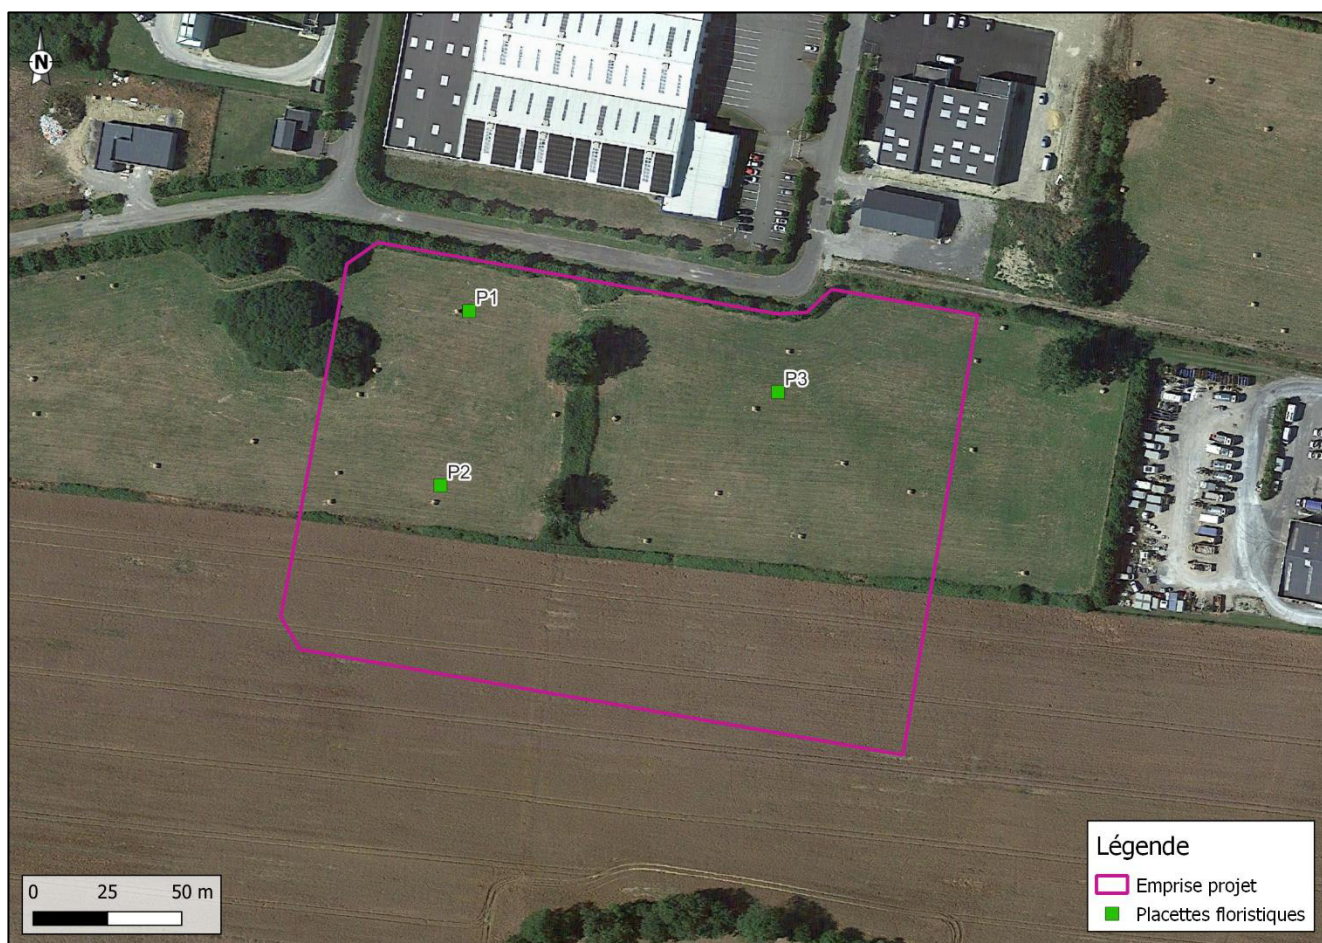 N
P1
P3
P2
Légende
Emprise projet
Placettes floristiques
0 25 50 m